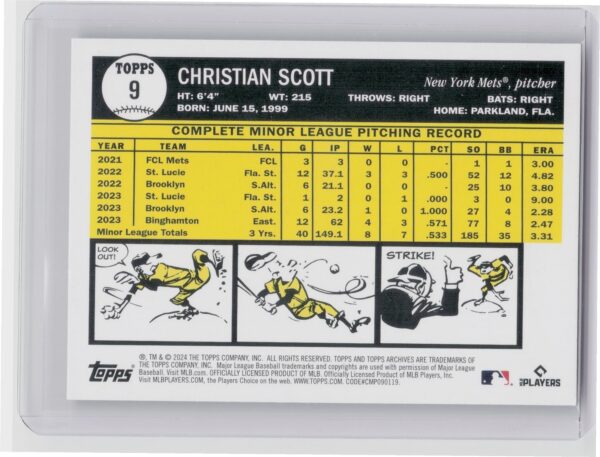 TOPPS
9
CHRISTIAN SCOTT
New York Mets®, pitcher
HT: 6'4" WT: 215 THROWS: RIGHT BATS: RIGHT
BORN: JUNE 15, 1999 HOME: PARKLAND, FLA.
COMPLETE MINOR LEAGUE PITCHING RECORD
YEAR TEAM LEA. G IP W L PCT SO BB ERA
2021 FCL Mets FCL 3 3 0 0 - 1 1 3.00
2022 St. Lucie Fla. St. 12 37.1 3 3 .500 52 12 4.82
2022 Brooklyn S.Alt. 6 21.1 0 0 - 25 10 3.80
2023 St. Lucie Fla. St. 1 2 0 1 .000 3 0 9.00
2023 Brooklyn S.Alt. 6 23.2 1 0 1.000 27 4 2.28
2023 Binghamton East. 12 62 4 3 .571 77 8 2.47
Minor League Totals 3 Yrs. 40 149.1 8 7 .533 185 35 3.31
LOOK OUT!
STRIKE!
®, TM & © 2024 THE TOPPS COMPANY, INC. ALL RIGHTS RESERVED. TOPPS AND TOPPS ARCHIVES ARE TRADEMARKS OF
THE TOPPS COMPANY, INC. Major League Baseball trademarks and copyrights are used with permission of Major League
Baseball. Visit MLB.com. OFFICIALLY LICENSED PRODUCT OF MLB. Officially Licensed Product of MLB Players, Inc.
Visit MLBPLAYERS.com, the Players Choice on the web. WWW.TOPPS.COM. CODE#CMP090119.
topps
MLB PLAYERS